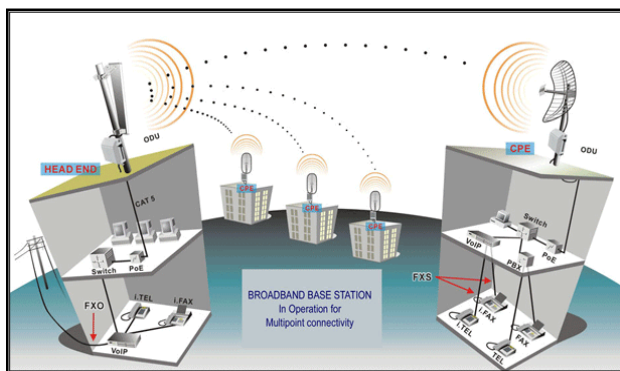 ODU
HEAD END
CAT 5
Switch
PoE
FXO
i.TEL
i.FAX
VoIP
CPE
CPE
CPE
BROADBAND BASE STATION
In Operation for
Multipoint connectivity
CPE
ODU
Switch
VoIP
PoE
PBX
FXS
i.FAX
i.TEL
FAX
TEL